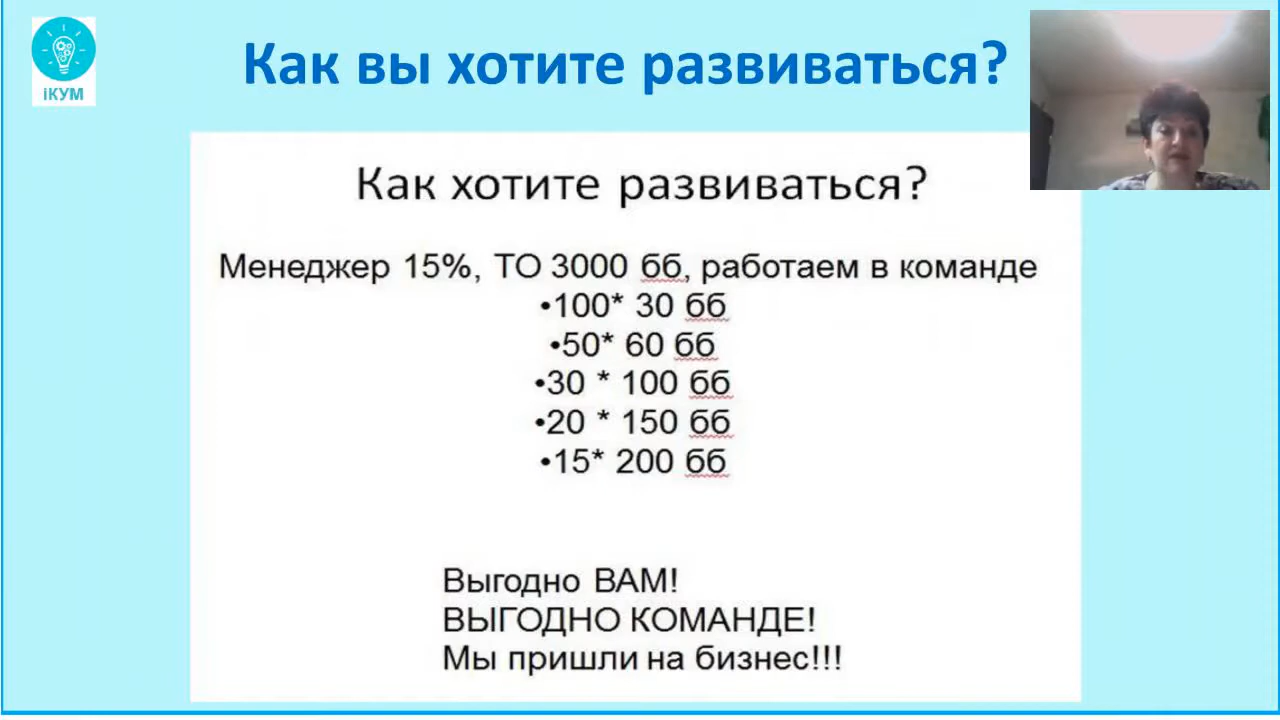 іКУМ
Как вы хотите развиваться?
Как хотите развиваться?
Менеджер 15%, ТО 3000 бб, работаем в команде
•100* 30 бб
•50* 60 бб
•30 * 100 бб
•20 * 150 бб
•15* 200 бб
Выгодно ВАМ!
ВЫГОДНО КОМАНДЕ!
Мы пришли на бизнес!!!